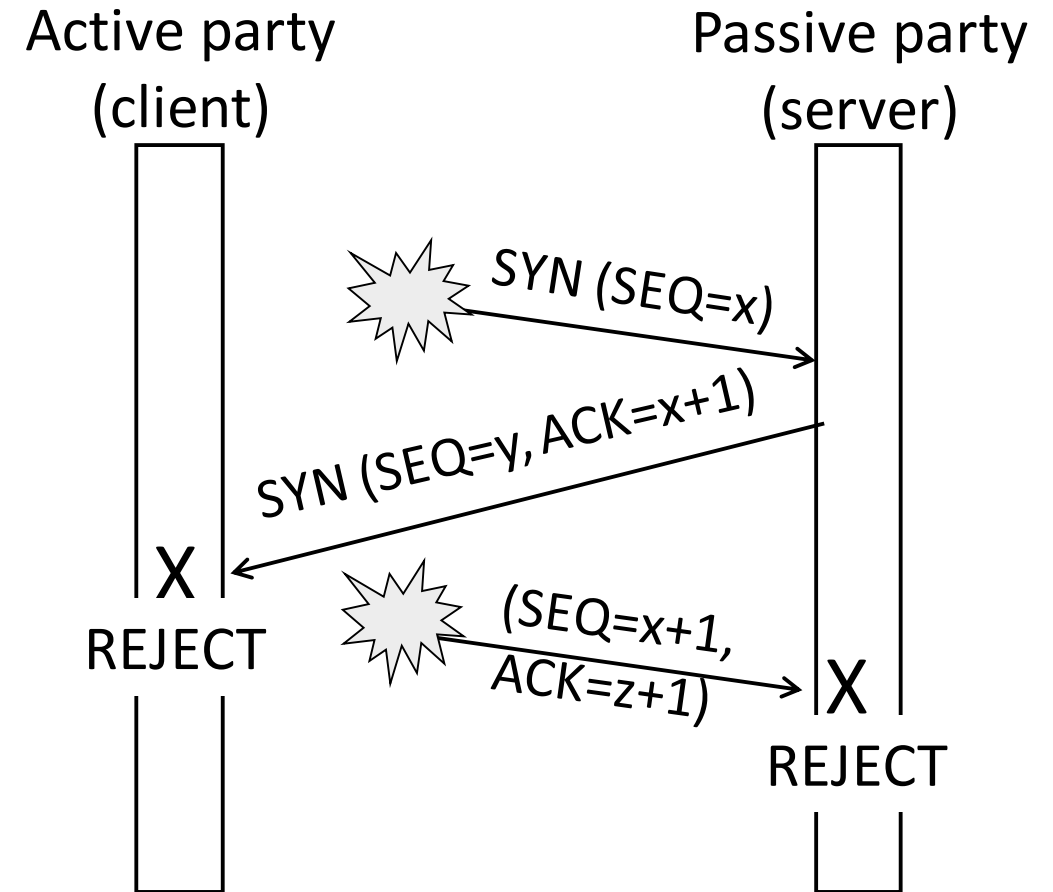 Active party
(client)
Passive party
(server)
SYN (SEQ=x)
SYN (SEQ=y, ACK=x+1)
X
REJECT
(SEQ=x+1,
ACK=z+1)
X
REJECT